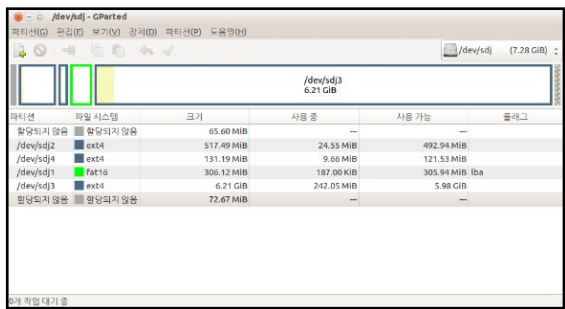 /dev/sdj - GParted
파티션(G) 편집(E) 보기(V) 장치(D) 파티션(P) 도움말(H)
/dev/sdj (7.28 GiB)
/dev/sdj3
6.21 GiB
파티션 파일 시스템 크기 사용 중 사용 가능 플래그
할당되지 않음 할당되지 않음 65.60 MiB --- ---
/dev/sdj2 ext4 517.49 MiB 24.55 MiB 492.94 MiB
/dev/sdj4 ext4 131.19 MiB 9.66 MiB 121.53 MiB
/dev/sdj1 fat16 306.12 MiB 187.00 KiB 305.94 MiB lba
/dev/sdj3 ext4 6.21 GiB 242.05 MiB 5.98 GiB
할당되지 않음 할당되지 않음 72.67 MiB --- ---
0개 작업 대기 중